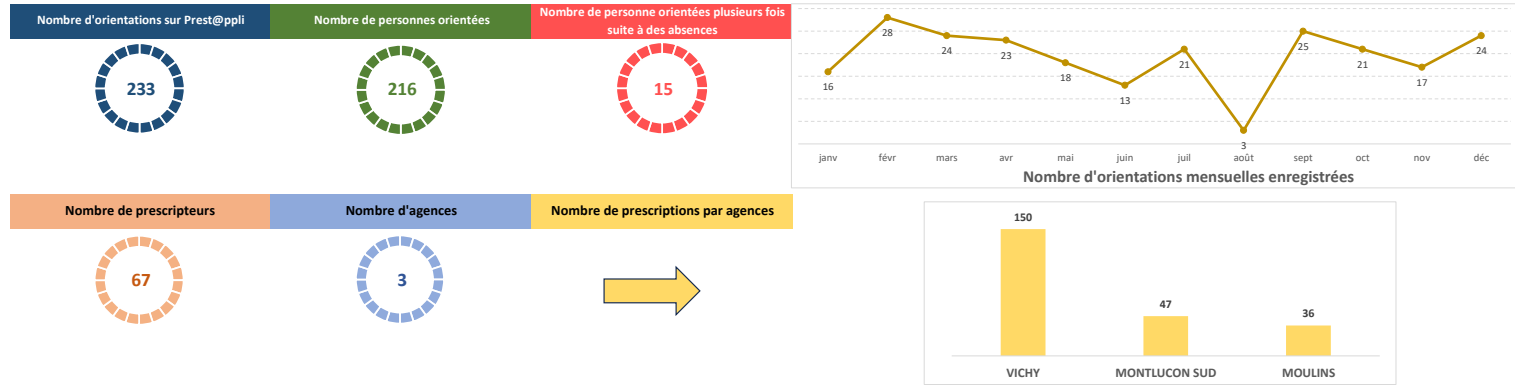 Nombre d'orientations sur Prest@ppli
Nombre de personnes orientées
Nombre de personne orientées plusieurs fois
suite à des absences
233
216
15
28
24
23
16
18
13
21
3
25
21
17
24
janv
févr
mars
avr
mai
juin
juil
août
sept
oct
nov
déc
Nombre d'orientations mensuelles enregistrées
Nombre de prescripteurs
Nombre d'agences
Nombre de prescriptions par agences
67
3
150
47
36
VICHY
MONTLUCON SUD
MOULINS